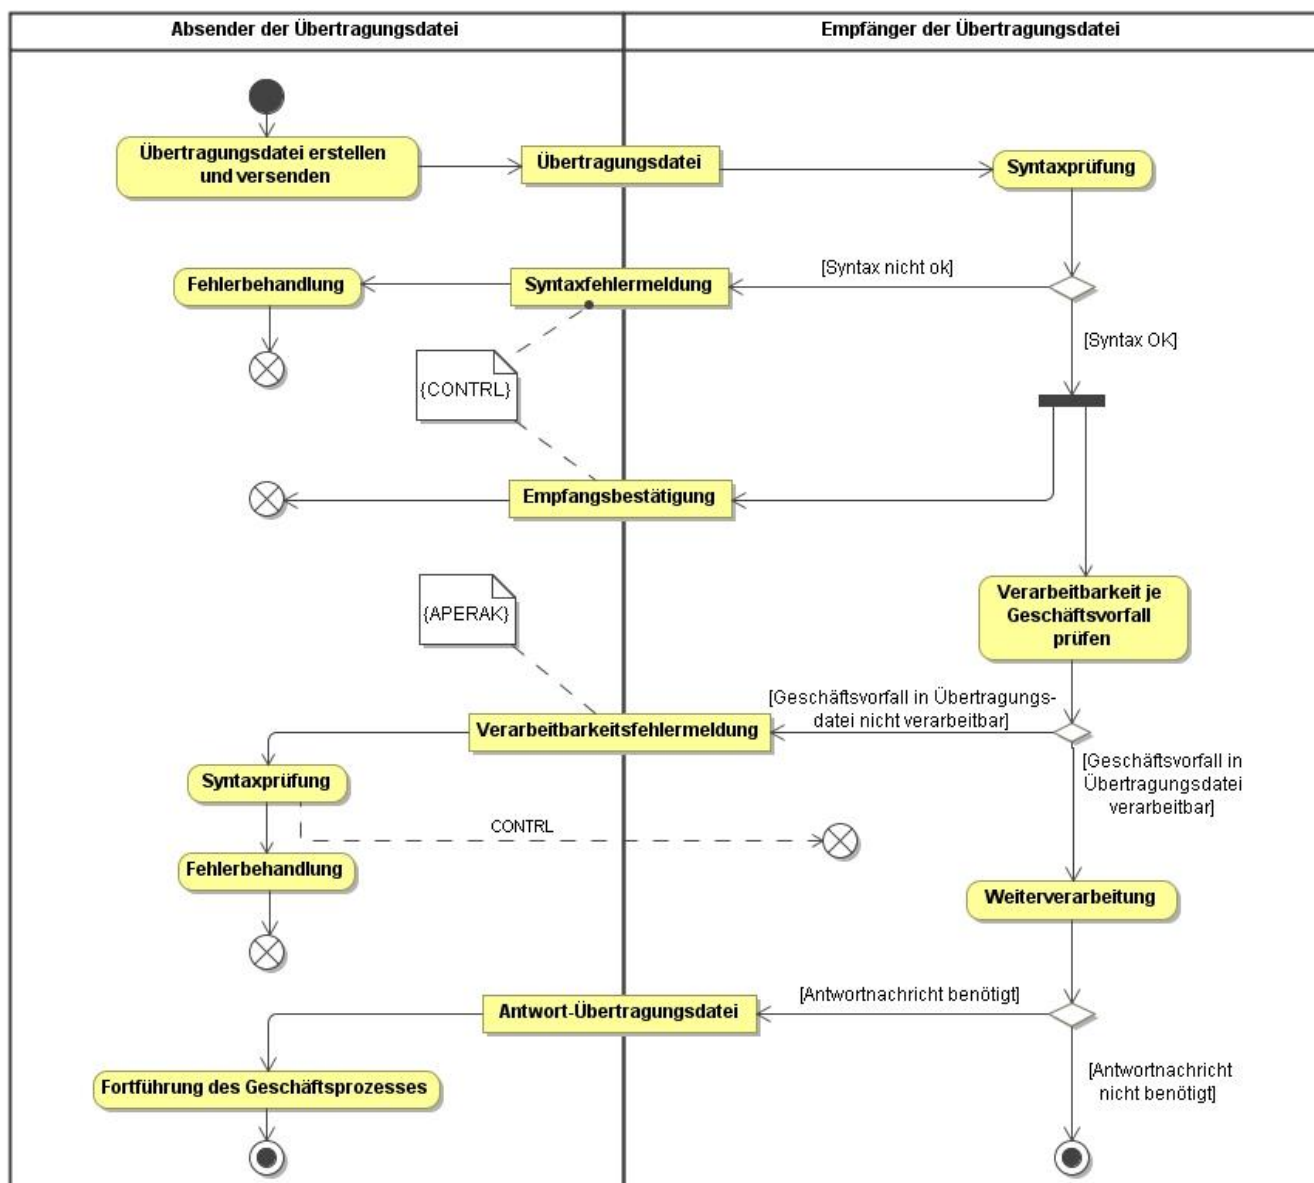 Absender der Übertragungsdatei
Empfänger der Übertragungsdatei
Übertragungsdatei erstellen
und versenden
Übertragungsdatei
Syntaxprüfung
[Syntax nicht ok]
Syntaxfehlermeldung
Fehlerbehandlung
[Syntax OK]
{CONTRL}
Empfangsbestätigung
{APERAK}
Verarbeitbarkeit je
Geschäftsvorfall
prüfen
[Geschäftsvorfall in Übertragungs-
datei nicht verarbeitbar]
Verarbeitbarkeitsfehlermeldung
[Geschäftsvorfall in
Übertragungsdatei
verarbeitbar]
Syntaxprüfung
CONTRL
Fehlerbehandlung
Weiterverarbeitung
[Antwortnachricht benötigt]
Antwort-Übertragungsdatei
Fortführung des Geschäftsprozesses
[Antwortnachricht
nicht benötigt]